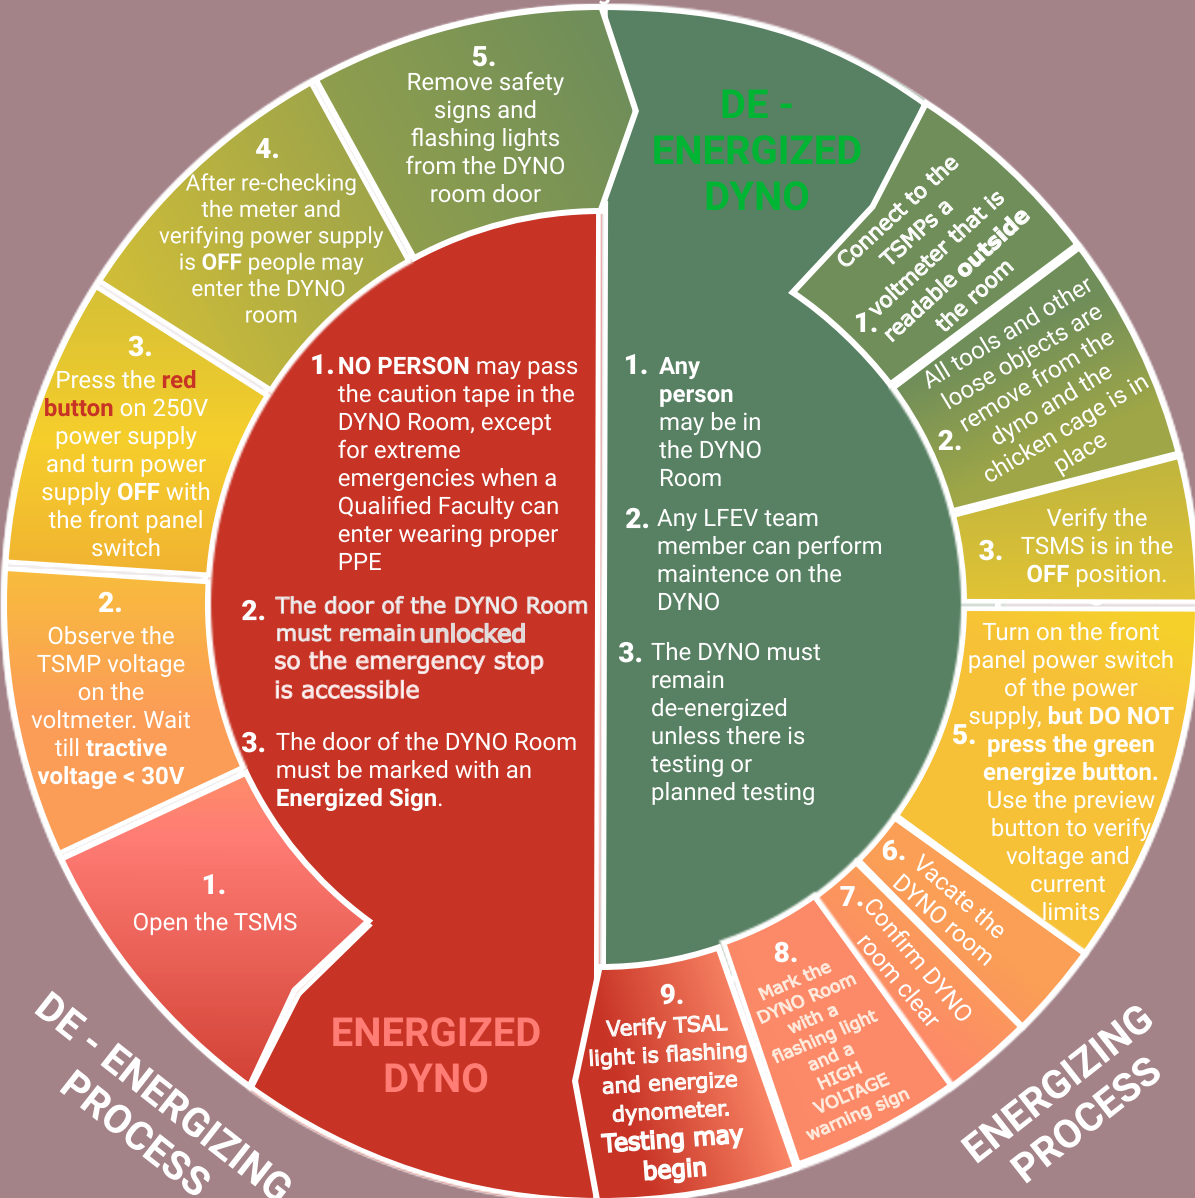 DE -
ENERGIZED
DYNO
1.
Connect to the
TSMPs a
voltmeter that is
readable outside
the room
2.
All tools and other
loose objects are
remove from the
dyno and the
chicken cage is in
place
3.
Verify the
TSMS is in the
OFF position.
5.
Turn on the front
panel power switch
of the power
supply, but DO NOT
press the green
energize button.
Use the preview
button to verify
voltage and
current
limits
6.
Vacate the
DYNO room
7.
Confirm DYNO
room clear
8.
Mark the
DYNO Room
with a
flashing light
and a
HIGH
VOLTAGE
warning sign
9.
Verify TSAL
light is flashing
and energize
dynometer.
Testing may
begin
ENERGIZING
PROCESS
1. Any
person
may be in
the DYNO
Room
2. Any LFEV team
member can perform
maintence on the
DYNO
3. The DYNO must
remain
de-energized
unless there is
testing or
planned testing
ENERGIZED
DYNO
1. NO PERSON may pass
the caution tape in the
DYNO Room, except
for extreme
emergencies when a
Qualified Faculty can
enter wearing proper
PPE
2. The door of the DYNO Room
must remain unlocked
so the emergency stop
is accessible
3. The door of the DYNO Room
must be marked with an
Energized Sign.
1.
Open the TSMS
2.
Observe the
TSMP voltage
on the
voltmeter. Wait
till tractive
voltage < 30V
3.
Press the red
button on 250V
power supply
and turn power
supply OFF with
the front panel
switch
4.
After re-checking
the meter and
verifying power supply
is OFF people may
enter the DYNO
room
5.
Remove safety
signs and
flashing lights
from the DYNO
room door
DE - ENERGIZING
PROCESS